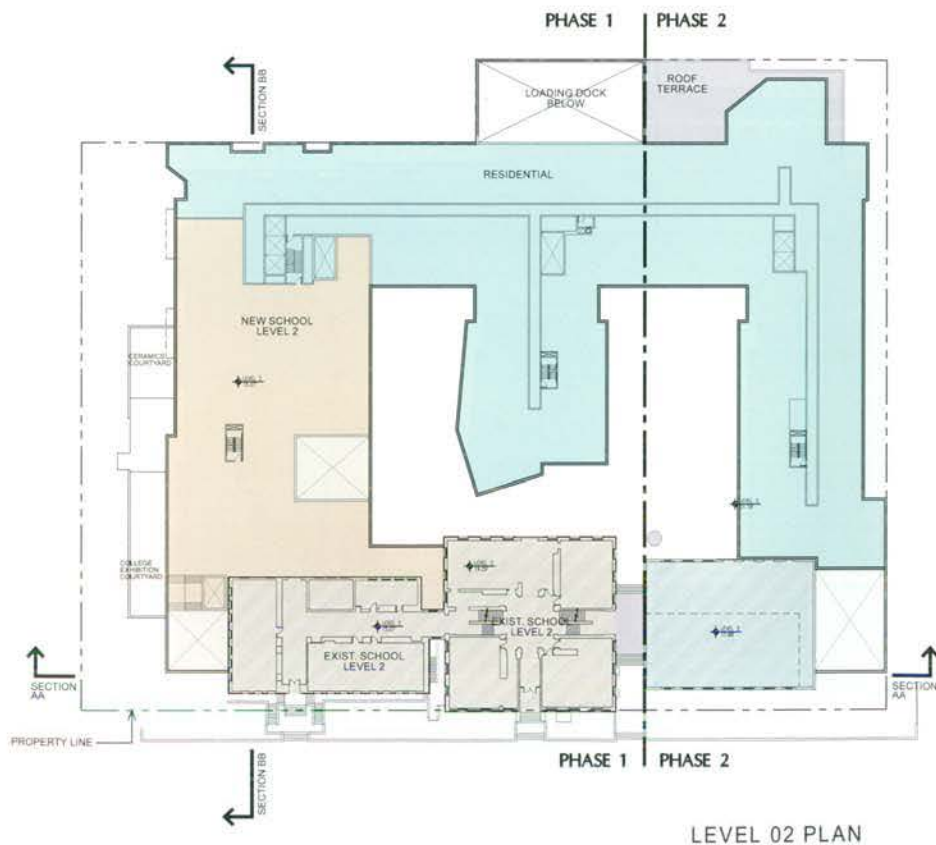 PHASE 1
PHASE 2
SECTION BB
LOADING DOCK
BELOW
ROOF
TERRACE
RESIDENTIAL
NEW SCHOOL
LEVEL 2
CERAMICS
COURTYARD
COLLEGE
EXHIBITION
COURTYARD
EXIST. SCHOOL
LEVEL 2
EXIST. SCHOOL
LEVEL 2
SECTION
AA
SECTION
AA
PROPERTY LINE
SECTION BB
PHASE 1
PHASE 2
LEVEL 02 PLAN